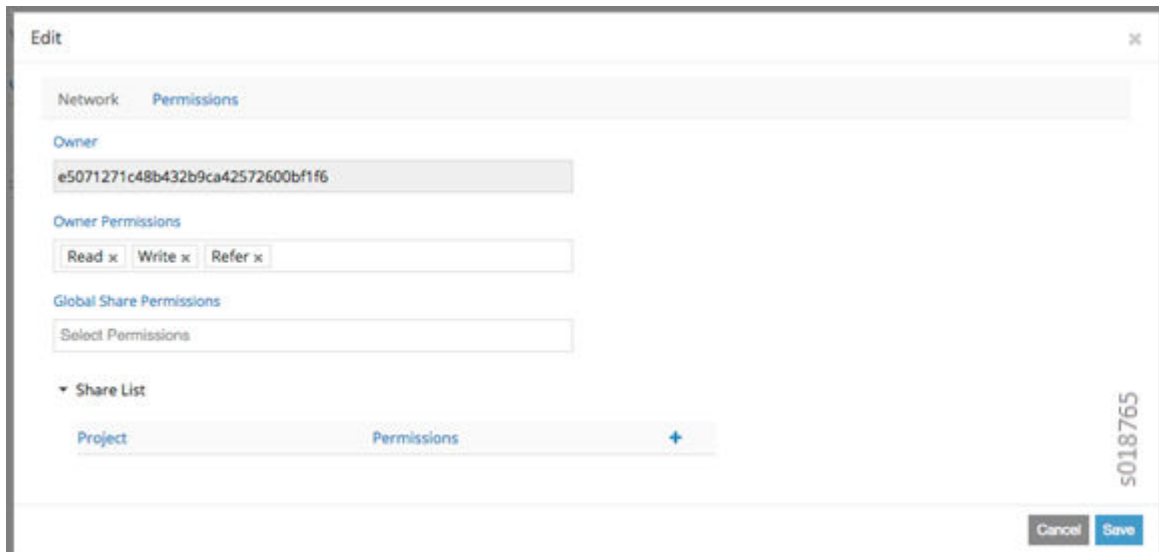 Edit ×
Network Permissions
Owner
e5071271c48b432b9ca42572600bf1f6
Owner Permissions
Read × Write × Refer ×
Global Share Permissions
Select Permissions
Share List
Project Permissions +
s018765
Cancel Save